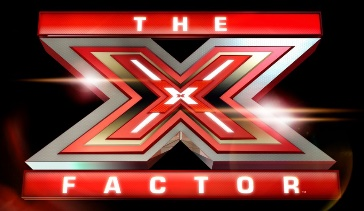 THE
X
FACTOR